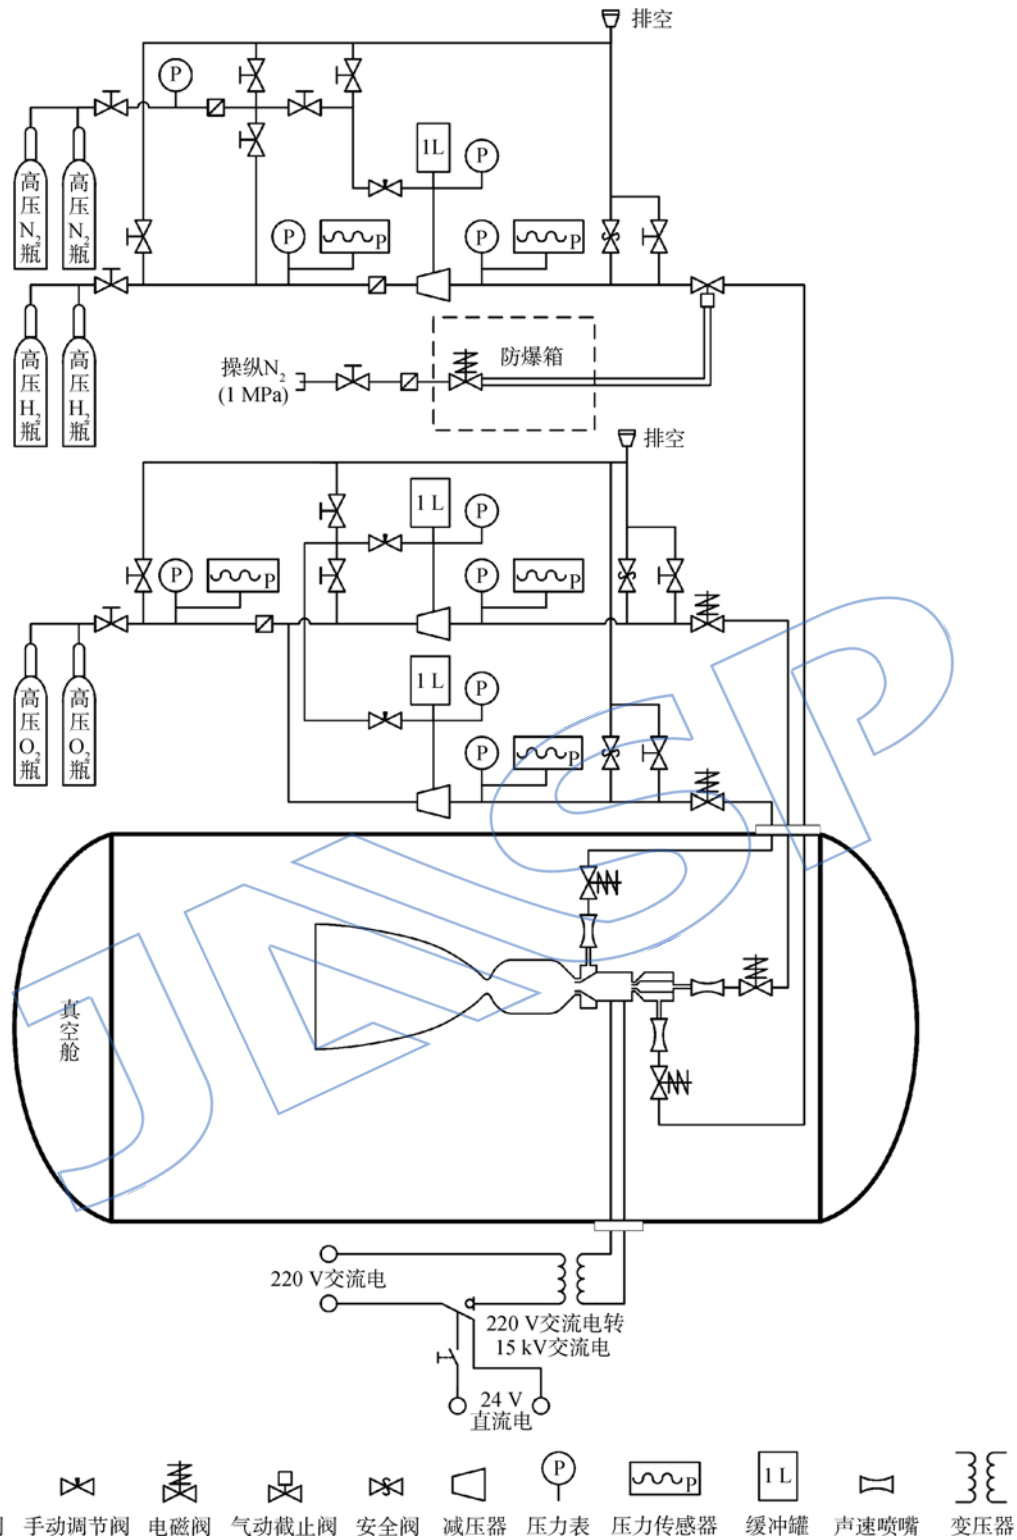 排空
P
1L
P
高压N₂瓶
高压N₂瓶
P
P
P
P
高压H₂瓶
高压H₂瓶
防爆箱
操纵N₂
(1 MPa)
排空
1 L
P
P
P
P
P
高压O₂瓶
高压O₂瓶
1 L
P
P
P
JASP
真空舱
220 V交流电
220 V交流电转
15 kV交流电
24 V
直流电
P
P
1 L
手动调节阀 电磁阀 气动截止阀 安全阀 减压器 压力表 压力传感器 缓冲罐 声速喷嘴 变压器